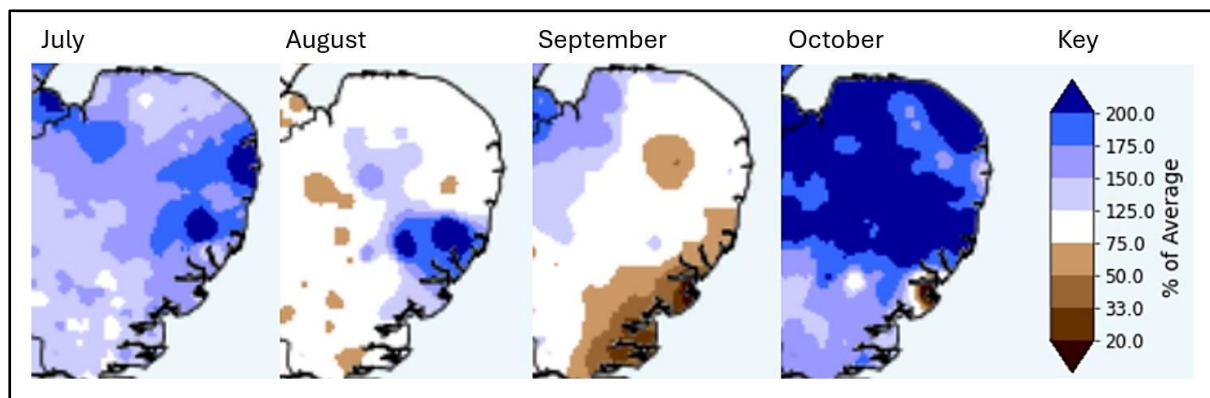 July
August
September
October
Key
200.0
175.0
150.0
125.0
75.0
50.0
33.0
20.0
% of Average